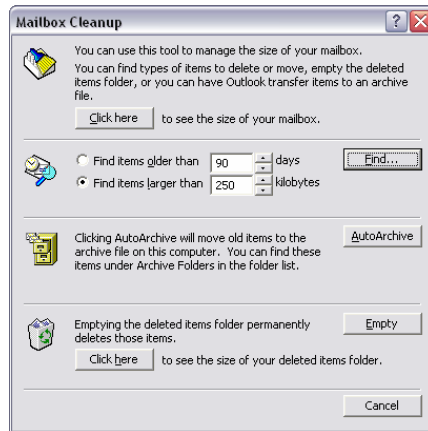 Mailbox Cleanup
You can use this tool to manage the size of your mailbox.
You can find types of items to delete or move, empty the deleted
items folder, or you can have Outlook transfer items to an archive
file.
Click here to see the size of your mailbox.
Find items older than 90 days Find...
Find items larger than 250 kilobytes
Clicking AutoArchive will move old items to the AutoArchive
archive file on this computer. You can find these
items under Archive Folders in the folder list.
Emptying the deleted items folder permanently Empty
deletes those items.
Click here to see the size of your deleted items folder.
Cancel